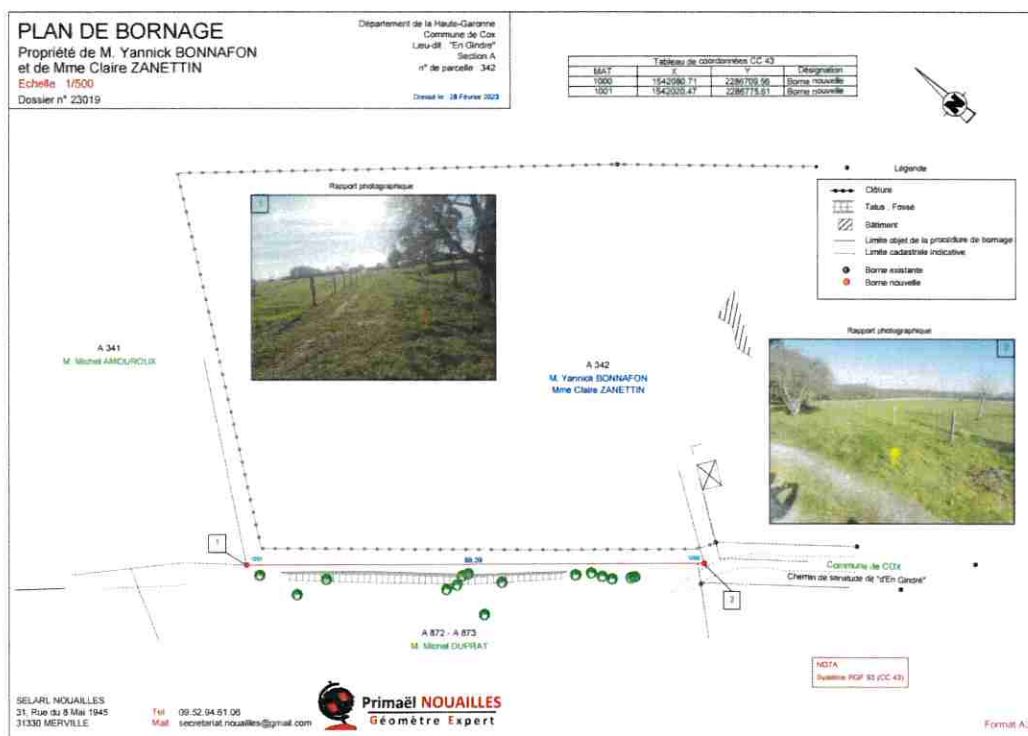 PLAN DE BORNAGE
Propriété de M. Yannick BONNAFON
et de Mme Claire ZANETTIN
Echelle 1/500
Dossier n° 23019
Département de la Haute-Garonne
Commune de Cox
Lieu-dit : "En Gindre"
Section A
n° de parcelle : 342
Dressé le : 28 Février 2023
Tableau de coordonnées CC 43
MAT X Y Désignation
1000 1542080.71 2286709.56 Borne nouvelle
1001 1542020.47 2286775.61 Borne nouvelle
N
Légende
Clôture
Talus , Fossé
Bâtiment
Limite objet de la procédure de bornage
Limite cadastrale indicative
Borne existante
Borne nouvelle
Rapport photographique
1
Rapport photographique
A 341
M. Michel AMOUROUX
A 342
M. Yannick BONNAFON
Mme Claire ZANETTIN
1
89.39
2
Commune de COX
Chemin de servitude dit "d'En Gindre"
A 872 - A 873
M. Michel DUPRAT
NOTA
Système RGF 93 (CC 43)
SELARL NOUAILLES
31, Rue du 8 Mai 1945
31330 MERVILLE
Tel 09.52.94.61.06
Mail secretariat.nouailles@gmail.com
Primaël NOUAILLES
Géomètre Expert